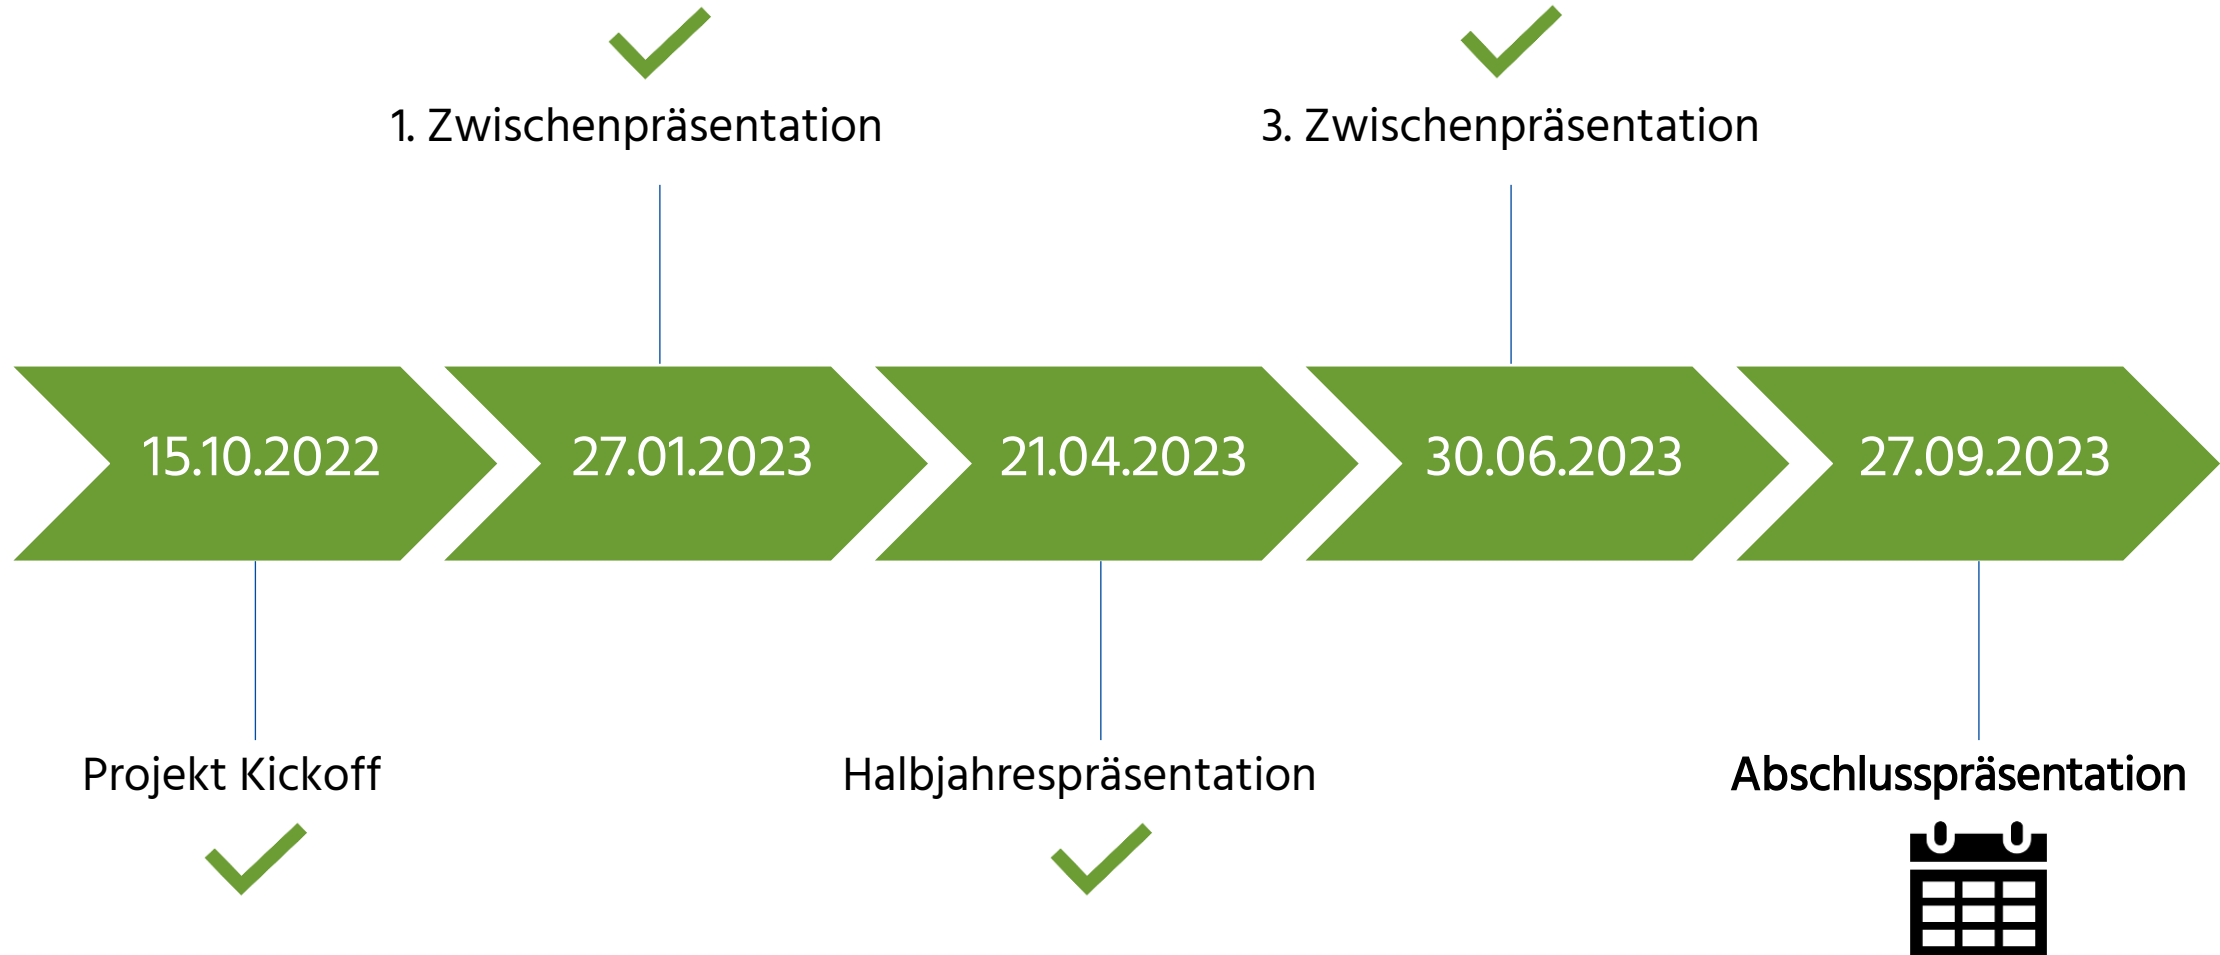 1. Zwischenpräsentation
3. Zwischenpräsentation
15.10.2022
27.01.2023
21.04.2023
30.06.2023
27.09.2023
Projekt Kickoff
Halbjahrespräsentation
Abschlusspräsentation